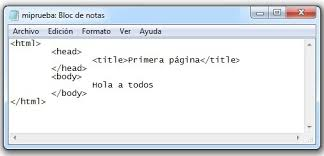 miprueba: Bloc de notas
Archivo Edición Formato Ver Ayuda
<html>
<head>
<title>Primera página</title>
</head>
<body>
Hola a todos
</body>
</html>